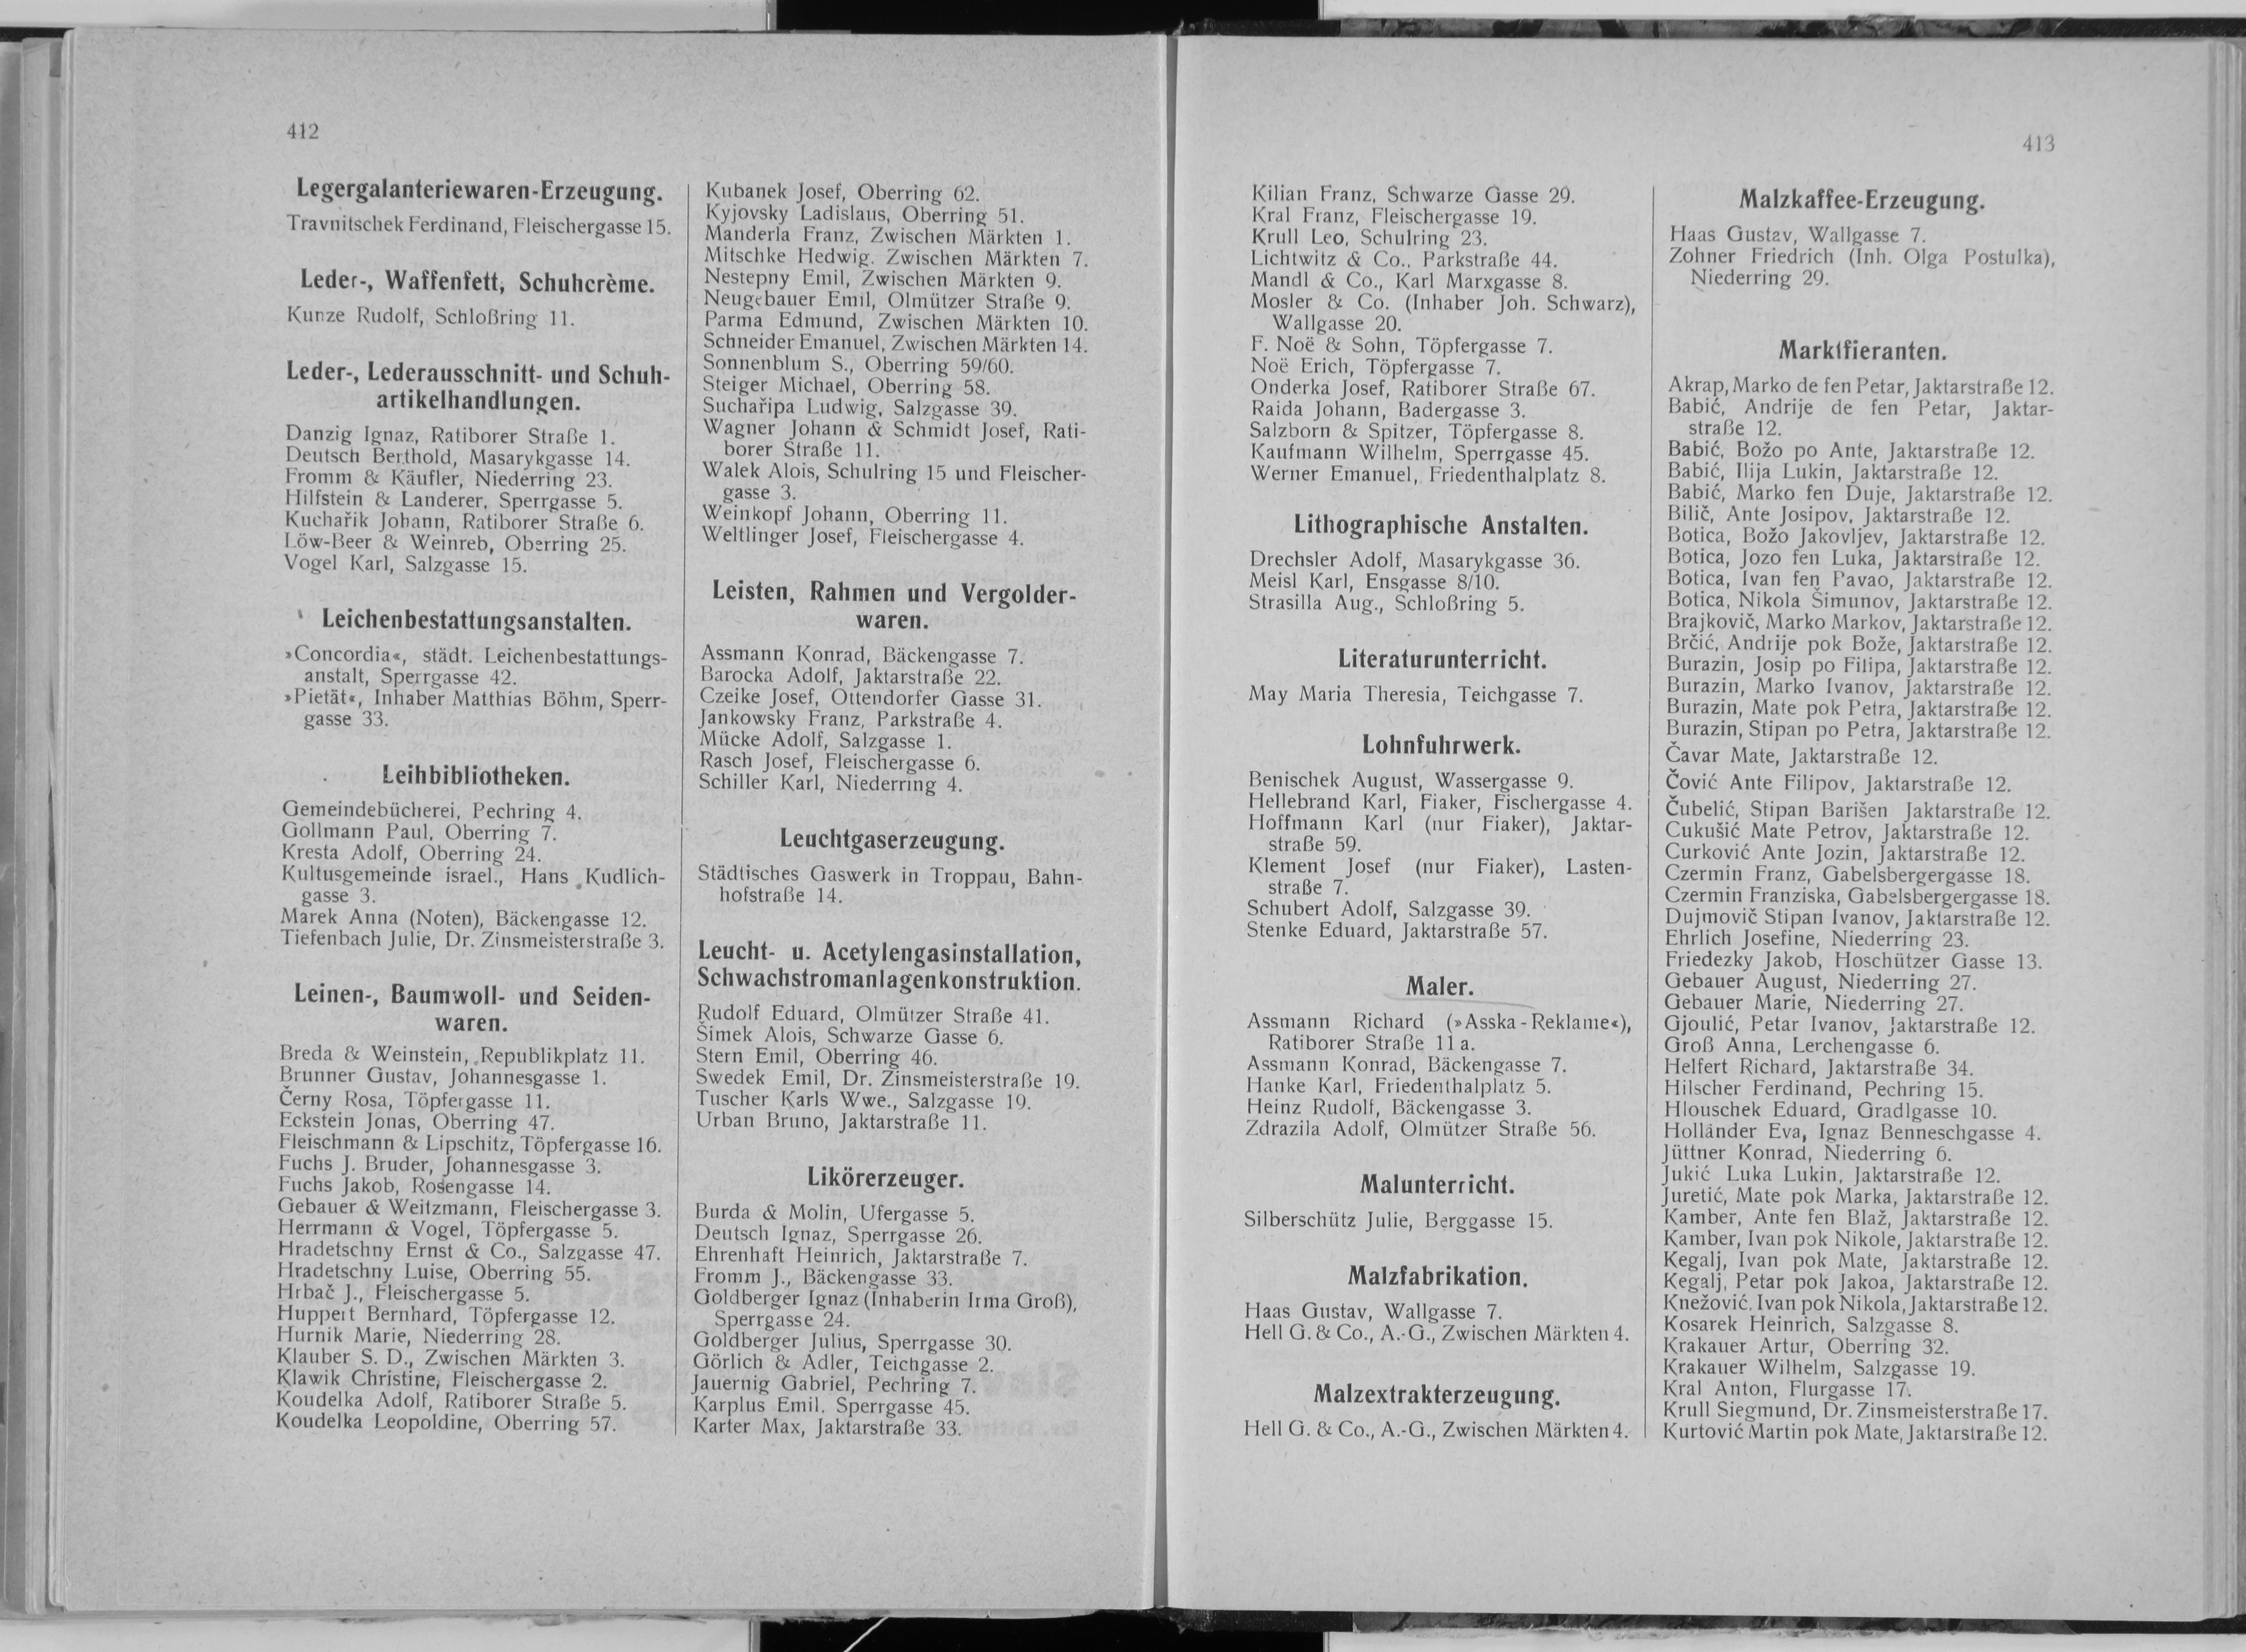 412
Legergalanteriewaren-Erzeugung.
Travnitschek Ferdinand, Fleischergasse 15.
Leder-, Waffenfett, Schuhcrème.
Kunze Rudolf, Schloßring 11.
Leder-, Lederausschnitt- und Schuh-
artikelhandlungen.
Danzig Ignaz, Ratiborer Straße 1.
Deutsch Berthold, Masarykgasse 14.
Fromm & Käufler, Niederring 23.
Hilfstein & Landerer, Sperrgasse 5.
Kuchařik Johann, Ratiborer Straße 6.
Löw-Beer & Weinreb, Oberring 25.
Vogel Karl, Salzgasse 15.
Leichenbestattungsanstalten.
»Concordia«, städt. Leichenbestattungs-
anstalt, Sperrgasse 42.
»Pietät«, Inhaber Matthias Böhm, Sperr-
gasse 33.
Leihbibliotheken.
Gemeindebücherei, Pechring 4.
Gollmann Paul, Oberring 7.
Kresta Adolf, Oberring 24.
Kultusgemeinde israel., Hans Kudlich-
gasse 3.
Marek Anna (Noten), Bäckengasse 12.
Tiefenbach Julie, Dr. Zinsmeisterstraße 3.
Leinen-, Baumwoll- und Seiden-
waren.
Breda & Weinstein, Republikplatz 11.
Brunner Gustav, Johannesgasse 1.
Černy Rosa, Töpfergasse 11.
Eckstein Jonas, Oberring 47.
Fleischmann & Lipschitz, Töpfergasse 16.
Fuchs J. Bruder, Johannesgasse 3.
Fuchs Jakob, Rosengasse 14.
Gebauer & Weitzmann, Fleischergasse 3.
Herrmann & Vogel, Töpfergasse 5.
Hradetschny Ernst & Co., Salzgasse 47.
Hradetschny Luise, Oberring 55.
Hrbač J., Fleischergasse 5.
Huppert Bernhard, Töpfergasse 12.
Hurnik Marie, Niederring 28.
Klauber S. D., Zwischen Märkten 3.
Klawik Christine, Fleischergasse 2.
Koudelka Adolf, Ratiborer Straße 5.
Koudelka Leopoldine, Oberring 57.
Kubanek Josef, Oberring 62.
Kyjovsky Ladislaus, Oberring 51.
Manderla Franz, Zwischen Märkten 1.
Mitschke Hedwig. Zwischen Märkten 7.
Nestepny Emil, Zwischen Märkten 9.
Neugebauer Emil, Olmützer Straße 9.
Parma Edmund, Zwischen Märkten 10.
Schneider Emanuel, Zwischen Märkten 14.
Sonnenblum S., Oberring 59/60.
Steiger Michael, Oberring 58.
Suchařipa Ludwig, Salzgasse 39.
Wagner Johann & Schmidt Josef, Rati-
borer Straße 11.
Walek Alois, Schulring 15 und Fleischer-
gasse 3.
Weinkopf Johann, Oberring 11.
Weltlinger Josef, Fleischergasse 4.
Leisten, Rahmen und Vergolder-
waren.
Assmann Konrad, Bäckengasse 7.
Barocka Adolf, Jaktarstraße 22.
Czeike Josef, Ottendorfer Gasse 31.
Jankowsky Franz, Parkstraße 4.
Mücke Adolf, Salzgasse 1.
Rasch Josef, Fleischergasse 6.
Schiller Karl, Niederring 4.
Leuchtgaserzeugung.
Städtisches Gaswerk in Troppau, Bahn-
hofstraße 14.
Leucht- u. Acetylengasinstallation,
Schwachstromanlagenkonstruktion.
Rudolf Eduard, Olmützer Straße 41.
Šimek Alois, Schwarze Gasse 6.
Stern Emil, Oberring 46.
Swedek Emil, Dr. Zinsmeisterstraße 19.
Tuscher Karls Wwe., Salzgasse 19.
Urban Bruno, Jaktarstraße 11.
Likörerzeuger.
Burda & Molin, Ufergasse 5.
Deutsch Ignaz, Sperrgasse 26.
Ehrenhaft Heinrich, Jaktarstraße 7.
Fromm J., Bäckengasse 33.
Goldberger Ignaz (Inhaberin Irma Groß),
Sperrgasse 24.
Goldberger Julius, Sperrgasse 30.
Görlich & Adler, Teichgasse 2.
Jauernig Gabriel, Pechring 7.
Karplus Emil, Sperrgasse 45.
Karter Max, Jaktarstraße 33.
413
Kilian Franz, Schwarze Gasse 29.
Kral Franz, Fleischergasse 19.
Krull Leo, Schulring 23.
Lichtwitz & Co., Parkstraße 44.
Mandl & Co., Karl Marxgasse 8.
Mosler & Co. (Inhaber Joh. Schwarz),
Wallgasse 20.
F. Noë & Sohn, Töpfergasse 7.
Noë Erich, Töpfergasse 7.
Onderka Josef, Ratiborer Straße 67.
Raida Johann, Badergasse 3.
Salzborn & Spitzer, Töpfergasse 8.
Kaufmann Wilhelm, Sperrgasse 45.
Werner Emanuel, Friedenthalplatz 8.
Lithographische Anstalten.
Drechsler Adolf, Masarykgasse 36.
Meisl Karl, Ensgasse 8/10.
Strasilla Aug., Schloßring 5.
Literaturunterricht.
May Maria Theresia, Teichgasse 7.
Lohnfuhrwerk.
Benischek August, Wassergasse 9.
Hellebrand Karl, Fiaker, Fischergasse 4.
Hoffmann Karl (nur Fiaker), Jaktar-
straße 59.
Klement Josef (nur Fiaker), Lasten-
straße 7.
Schubert Adolf, Salzgasse 39.
Stenke Eduard, Jaktarstraße 57.
Maler.
Assmann Richard (»Asska-Reklame«),
Ratiborer Straße 11 a.
Assmann Konrad, Bäckengasse 7.
Hanke Karl, Friedenthalplatz 5.
Heinz Rudolf, Bäckengasse 3.
Zdrazila Adolf, Olmützer Straße 56.
Malunterricht.
Silberschütz Julie, Berggasse 15.
Malzfabrikation.
Haas Gustav, Wallgasse 7.
Hell G. & Co., A.-G., Zwischen Märkten 4.
Malzextrakterzeugung.
Hell G. & Co., A.-G., Zwischen Märkten 4.
Malzkaffee-Erzeugung.
Haas Gustav, Wallgasse 7.
Zohner Friedrich (Inh. Olga Postulka),
Niederring 29.
Marktfieranten.
Akrap, Marko de fen Petar, Jaktarstraße 12.
Babić, Andrije de fen Petar, Jaktar-
straße 12.
Babić, Božo po Ante, Jaktarstraße 12.
Babić, Ilija Lukin, Jaktarstraße 12.
Babić, Marko fen Duje, Jaktarstraße 12.
Bilič, Ante Josipov, Jaktarstraße 12.
Botica, Božo Jakovljev, Jaktarstraße 12.
Botica, Jozo fen Luka, Jaktarstraße 12.
Botica, Ivan fen Pavao, Jaktarstraße 12.
Botica, Nikola Šimunov, Jaktarstraße 12.
Brajkovič, Marko Markov, Jaktarstraße 12.
Brčić, Andrije pok Bože, Jaktarstraße 12.
Burazin, Josip po Filipa, Jaktarstraße 12.
Burazin, Marko Ivanov, Jaktarstraße 12.
Burazin, Mate pok Petra, Jaktarstraße 12.
Burazin, Stipan po Petra, Jaktarstraße 12.
Čavar Mate, Jaktarstraße 12.
Čović Ante Filipov, Jaktarstraße 12.
Čubelić, Stipan Barišen Jaktarstraße 12.
Cukušić Mate Petrov, Jaktarstraße 12.
Curković Ante Jozin, Jaktarstraße 12.
Czermin Franz, Gabelsbergergasse 18.
Czermin Franziska, Gabelsbergergasse 18.
Dujmovič Stipan Ivanov, Jaktarstraße 12.
Ehrlich Josefine, Niederring 23.
Friedezky Jakob, Hoschützer Gasse 13.
Gebauer August, Niederring 27.
Gebauer Marie, Niederring 27.
Gjoulić, Petar Ivanov, Jaktarstraße 12.
Groß Anna, Lerchengasse 6.
Helfert Richard, Jaktarstraße 34.
Hilscher Ferdinand, Pechring 15.
Hlouschek Eduard, Gradlgasse 10.
Holländer Eva, Ignaz Benneschgasse 4.
Jüttner Konrad, Niederring 6.
Jukić Luka Lukin, Jaktarstraße 12.
Juretić, Mate pok Marka, Jaktarstraße 12.
Kamber, Ante fen Blaž, Jaktarstraße 12.
Kamber, Ivan pok Nikole, Jaktarstraße 12.
Kegalj, Ivan pok Mate, Jaktarstraße 12.
Kegalj, Petar pok Jakoa, Jaktarstraße 12.
Knežović, Ivan pok Nikola, Jaktarstraße 12.
Kosarek Heinrich, Salzgasse 8.
Krakauer Artur, Oberring 32.
Krakauer Wilhelm, Salzgasse 19.
Kral Anton, Flurgasse 17.
Krull Siegmund, Dr. Zinsmeisterstraße 17.
Kurtović Martin pok Mate, Jaktarstraße 12.